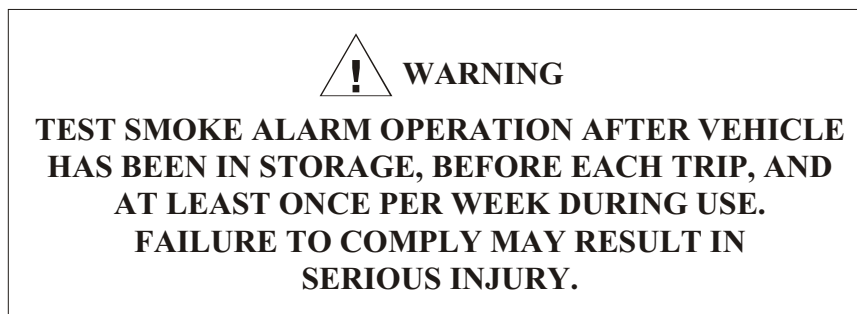 ! WARNING
TEST SMOKE ALARM OPERATION AFTER VEHICLE
HAS BEEN IN STORAGE, BEFORE EACH TRIP, AND
AT LEAST ONCE PER WEEK DURING USE.
FAILURE TO COMPLY MAY RESULT IN
SERIOUS INJURY.